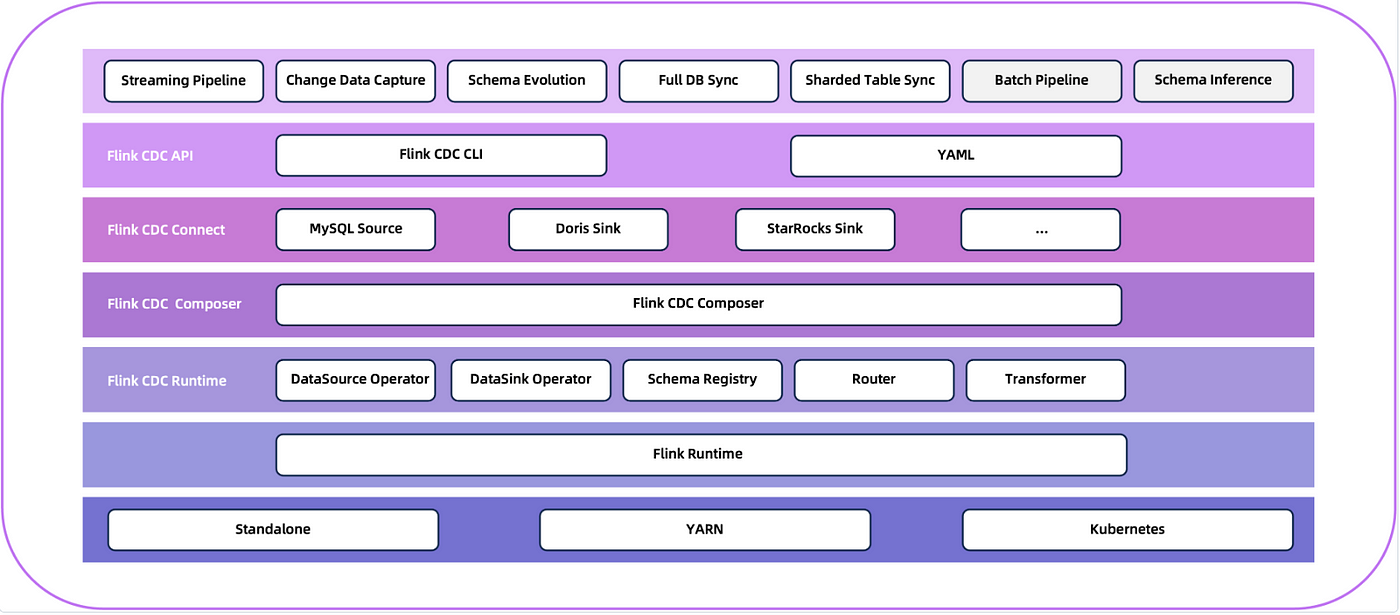 Streaming Pipeline
Change Data Capture
Schema Evolution
Full DB Sync
Sharded Table Sync
Batch Pipeline
Schema Inference
Flink CDC API
Flink CDC CLI
YAML
Flink CDC Connect
MySQL Source
Doris Sink
StarRocks Sink
...
Flink CDC  Composer
Flink CDC Composer
Flink CDC Runtime
DataSource Operator
DataSink Operator
Schema Registry
Router
Transformer
Flink Runtime
Standalone
YARN
Kubernetes